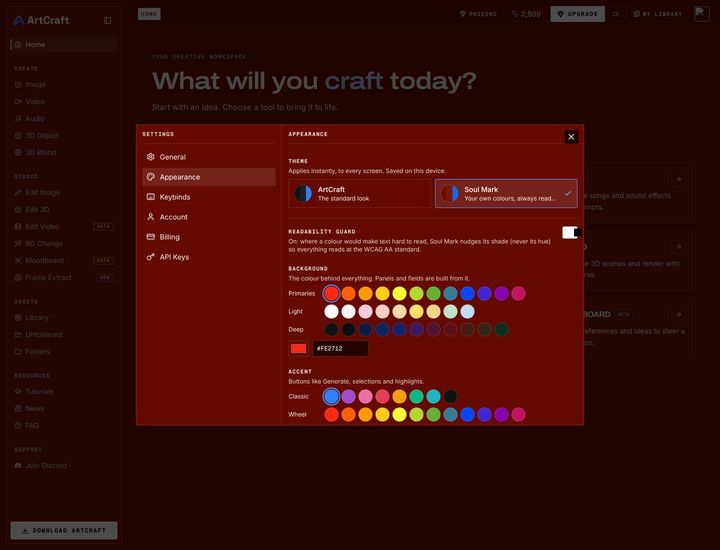 ArtCraft
HOME
PRICING
2,500
UPGRADE
MY LIBRARY
Home
CREATE
Image
Video
Audio
3D Object
3D World
STUDIO
Edit Image
Edit 3D
Edit Video BETA
BG Change
Moodboard BETA
Frame Extract NEW
ASSETS
Library
Unfoldered
Folders
RESOURCES
Tutorials
News
FAQ
SUPPORT
Join Discord
DOWNLOAD ARTCRAFT
YOUR CREATIVE WORKSPACE
What will you craft today?
Start with an idea. Choose a tool to bring it to life.
SETTINGS
General
Appearance
Keybinds
Account
Billing
API Keys
APPEARANCE
THEME
Applies instantly, to every screen. Saved on this device.
ArtCraft
The standard look
Soul Mark
Your own colours, always read...
READABILITY GUARD
On: where a colour would make text hard to read, Soul Mark nudges its shade (never its hue)
so everything reads at the WCAG AA standard.
BACKGROUND
The colour behind everything. Panels and fields are built from it.
Primaries
Light
Deep
#FE2712
ACCENT
Buttons like Generate, selections and highlights.
Classic
Wheel
songs and sound effects
3D scenes and render with
BOARD BETA
references and ideas to steer a